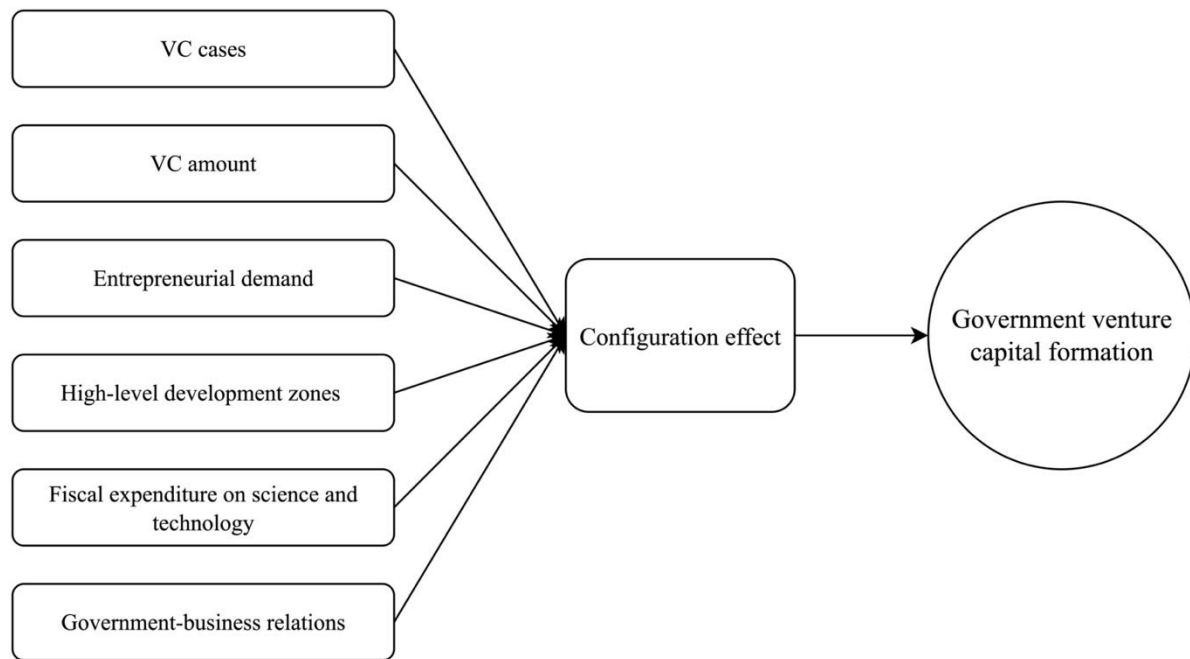 VC cases
VC amount
Entrepreneurial demand
High-level development zones
Fiscal expenditure on science and
technology
Government-business relations
Configuration effect
Government venture
capital formation